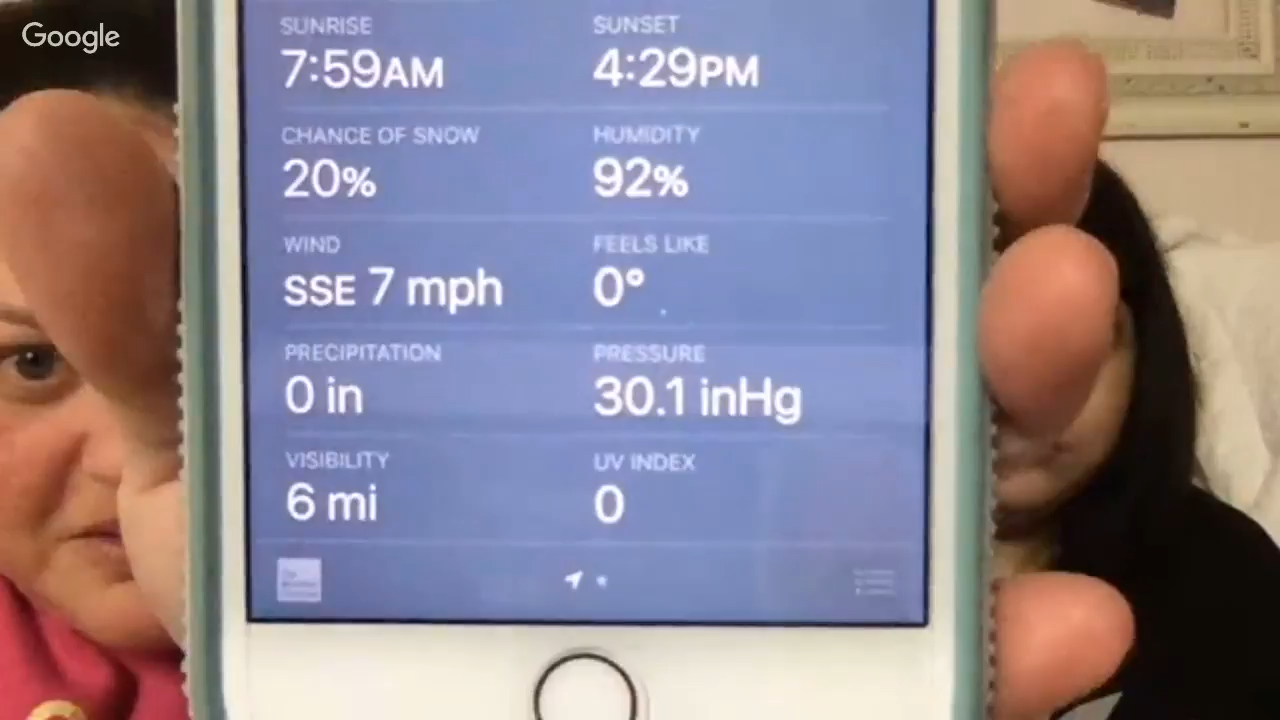 Google
SUNRISE SUNSET
7:59AM 4:29PM
CHANCE OF SNOW HUMIDITY
20% 92%
WIND FEELS LIKE
SSE 7 mph 0°
PRECIPITATION PRESSURE
0 in 30.1 inHg
VISIBILITY UV INDEX
6 mi 0